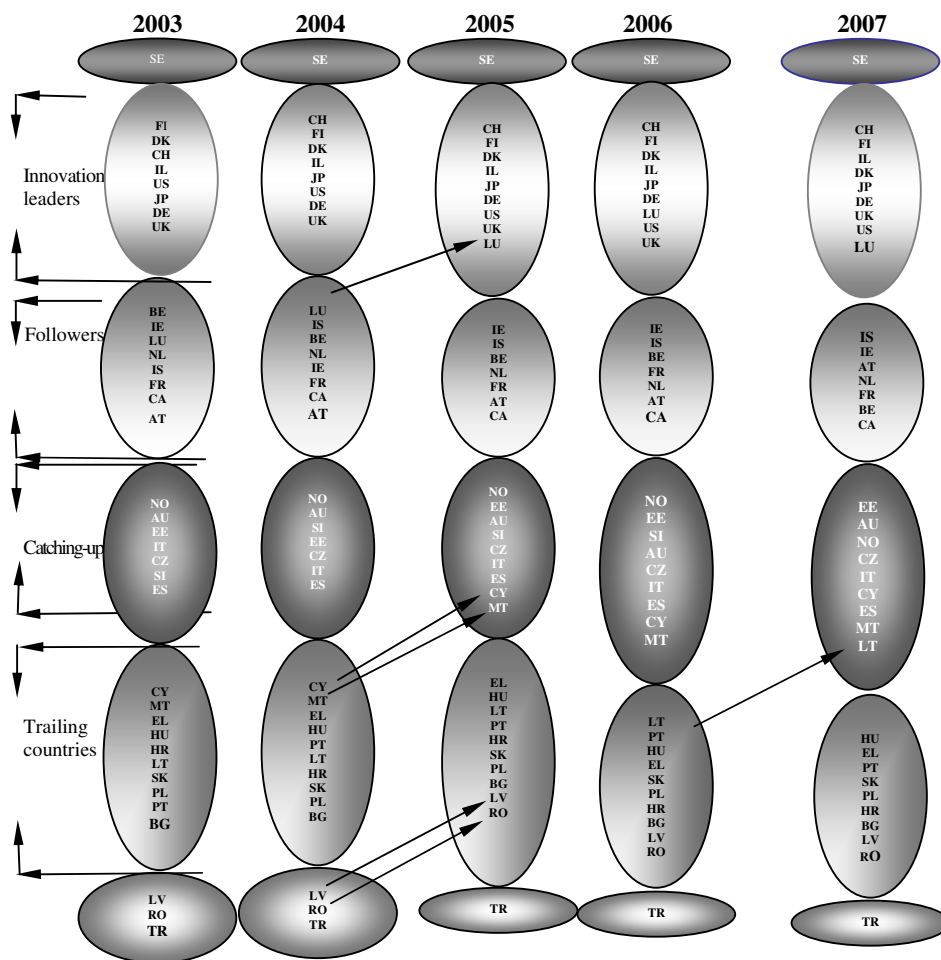 2003
SE
FI
DK
CH
IL
US
JP
DE
UK
BE
IE
LU
NL
IS
FR
CA
AT
NO
AU
EE
IT
CZ
SI
ES
CY
MT
EL
HU
HR
LT
SK
PL
PT
BG
LV
RO
TR
2004
SE
CH
FI
DK
IL
JP
US
DE
UK
LU
IS
BE
NL
IE
FR
CA
AT
NO
AU
SI
EE
CZ
IT
ES
CY
MT
EL
HU
PT
LT
HR
SK
PL
BG
LV
RO
TR
2005
SE
CH
FI
DK
IL
JP
DE
US
UK
LU
IE
IS
BE
NL
FR
AT
CA
NO
EE
AU
SI
CZ
IT
ES
CY
MT
EL
HU
LT
PT
HR
SK
PL
BG
LV
RO
TR
2006
SE
CH
FI
DK
IL
JP
DE
LU
US
UK
IE
IS
BE
FR
NL
AT
CA
NO
EE
SI
AU
CZ
IT
ES
CY
MT
LT
PT
HU
EL
SK
PL
HR
BG
LV
RO
TR
2007
SE
CH
FI
IL
DK
JP
DE
UK
US
LU
IS
IE
AT
NL
FR
BE
CA
EE
AU
NO
CZ
IT
CY
ES
MT
LT
HU
EL
PT
SK
PL
HR
BG
LV
RO
TR
Innovation
leaders
Followers
Catching-up
Trailing
countries